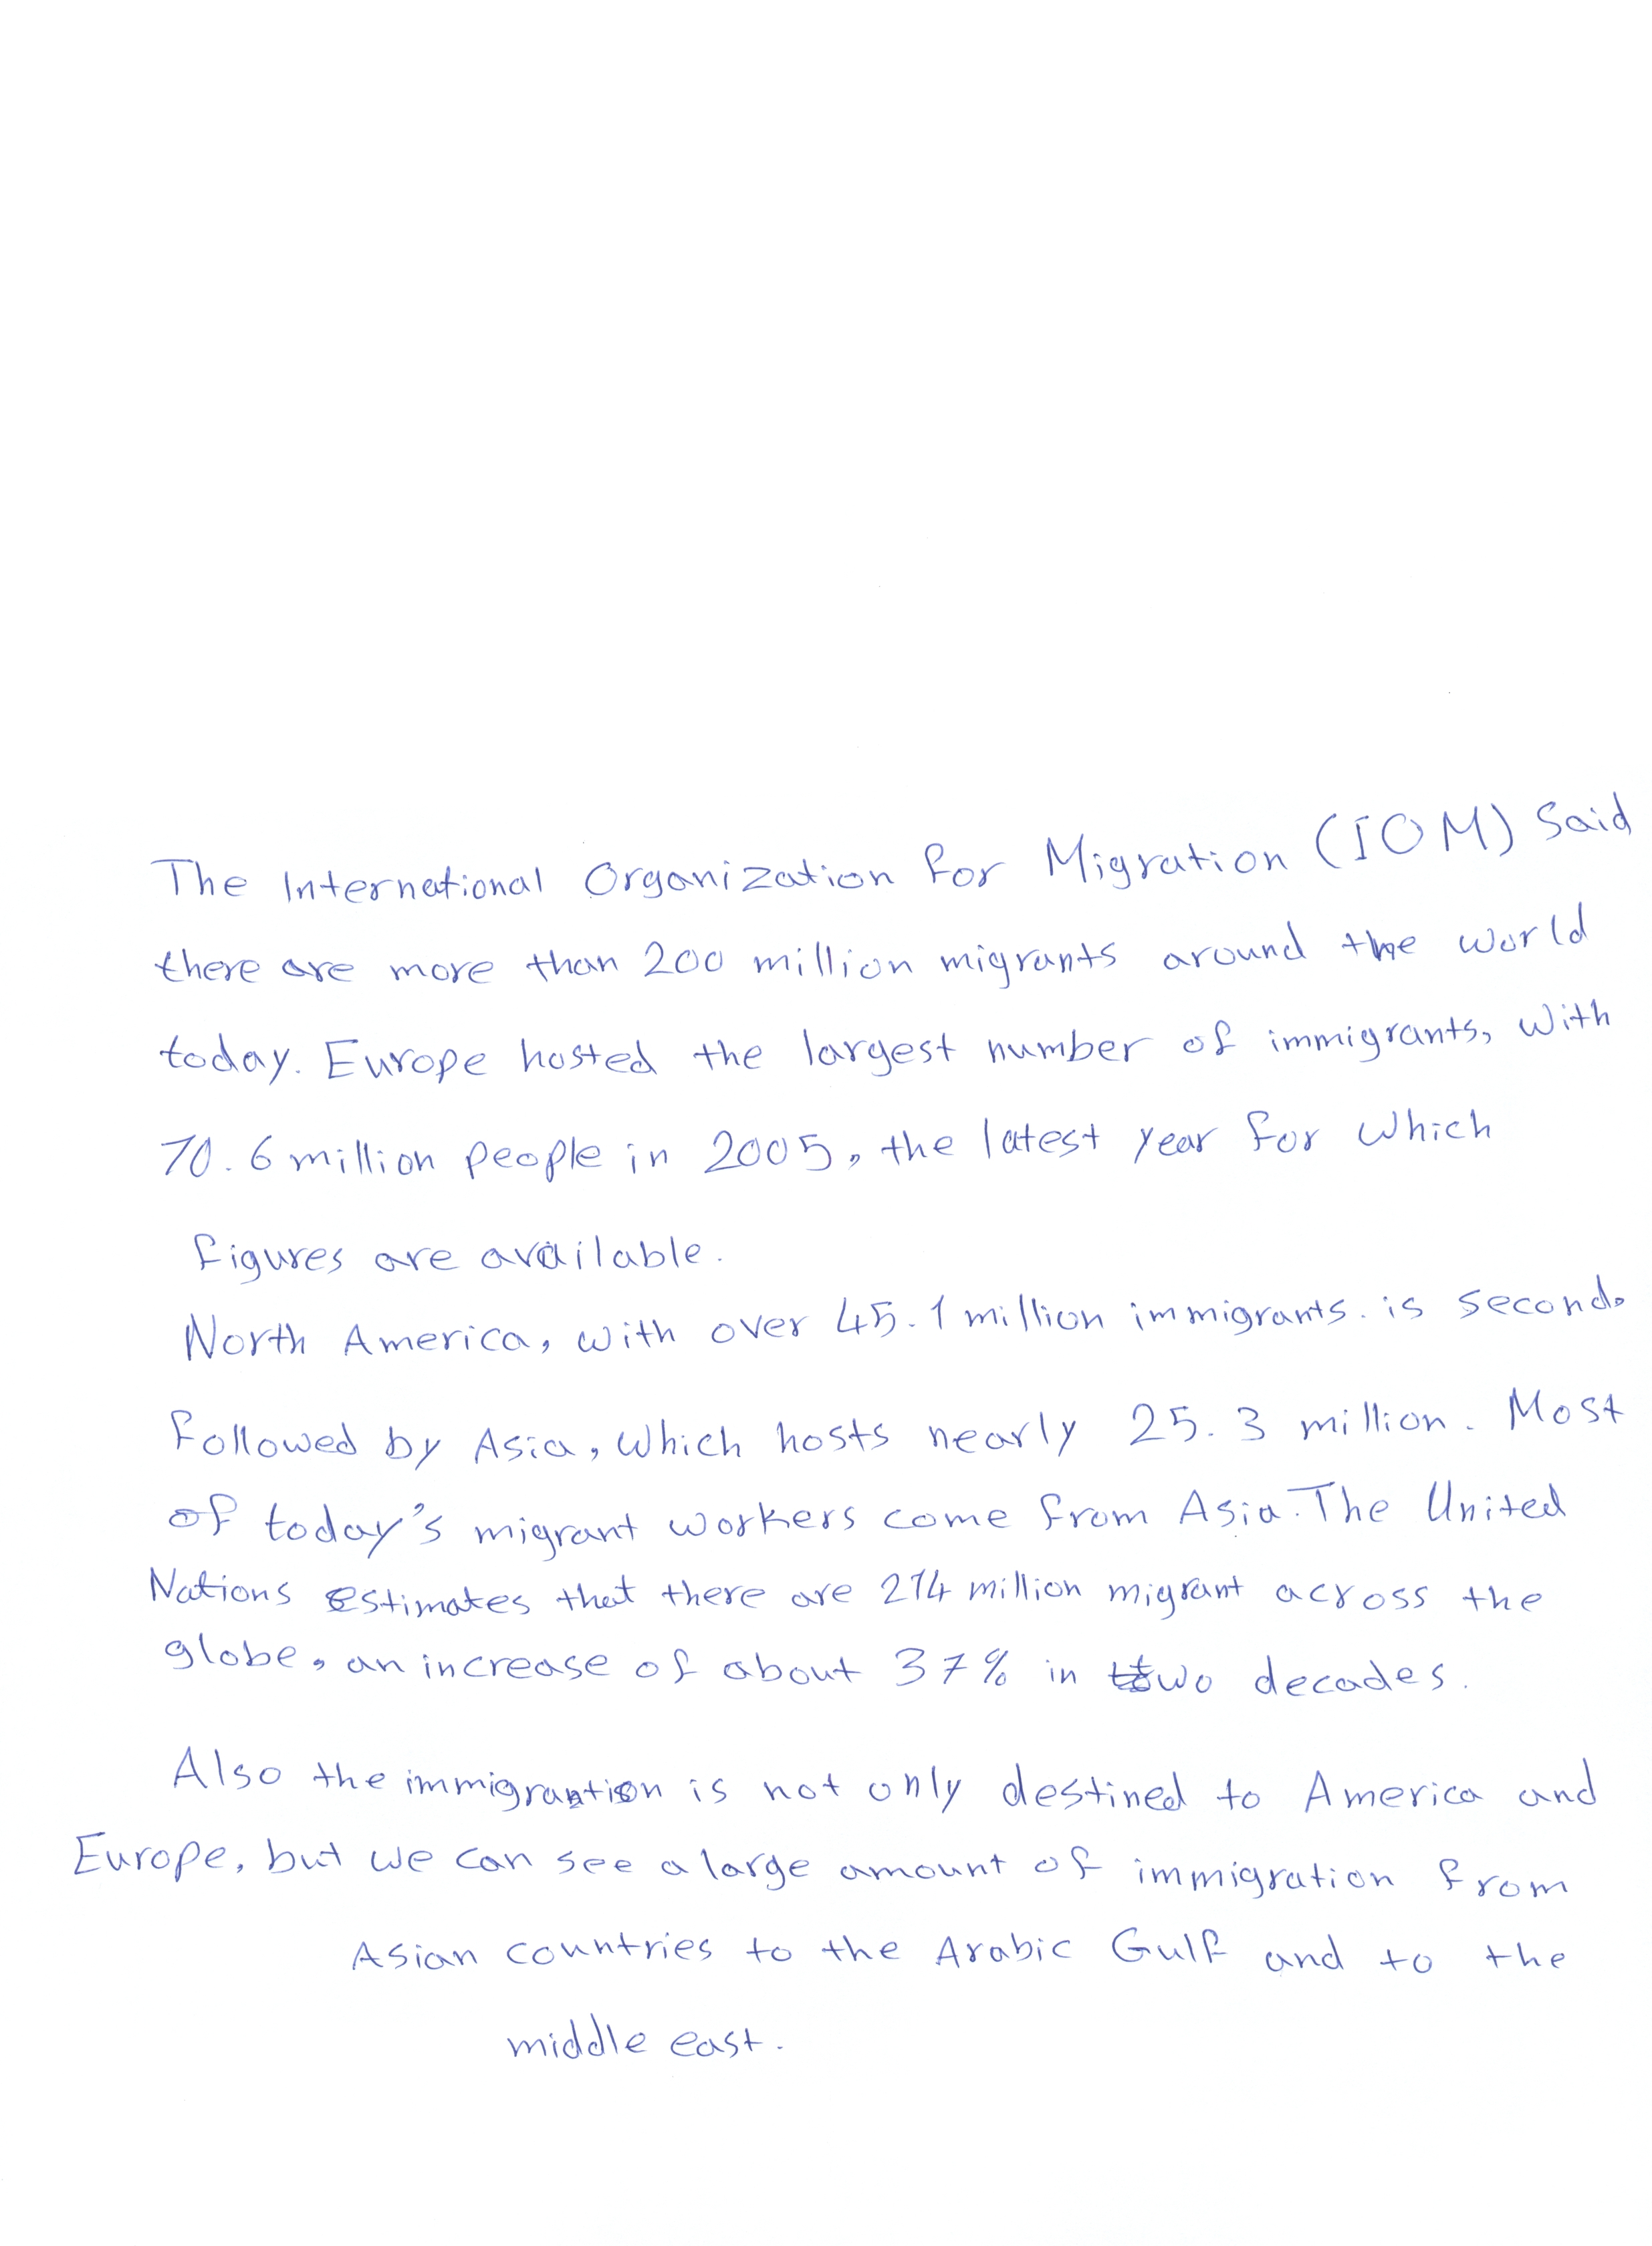 The International Organization for Migration (IOM) Said
there are more than 200 million migrants around the world
today. Europe hosted the largest number of immigrants, with
70.6 million people in 2005, the latest year for which
figures are available.
North America, with over 45.1 million immigrants. is second,
followed by Asia, which hosts nearly 25.3 million. Most
of today's migrant workers come from Asia. The United
Nations estimates that there are 214 million migrant across the
globe, an increase of about 37% in two decades.
Also the immigrantion is not only destined to America and
Europe, but we can see a large amount of immigration from
Asian countries to the Arabic Gulf and to the
middle east.